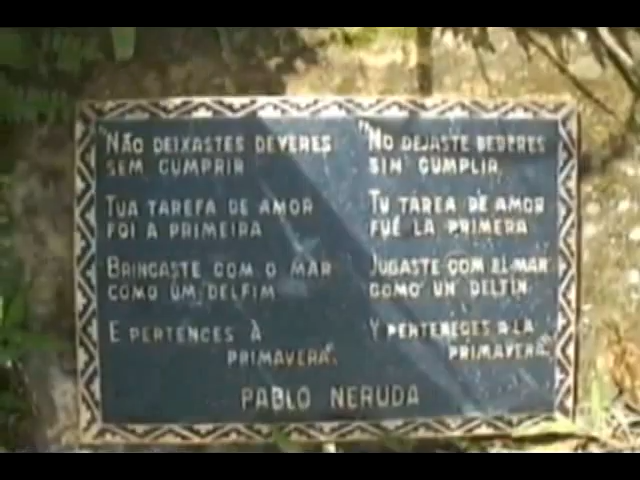 "NÃO DEIXASTES DEVERES
SEM CUMPRIR
TUA TAREFA DE AMOR
FOI A PRIMEIRA
BRINCASTE COM O MAR
COMO UM DELFIM
E PERTENCES À
PRIMAVERA".
"NO DEJASTE BEBERES
SIN CUMPLIR
TU TAREA DE AMOR
FUÉ LA PRIMERA
JUGASTE COM EL MAR
COMO UN DELFIN
Y PERTENECES A LA
PRIMAVERA".
PABLO NERUDA